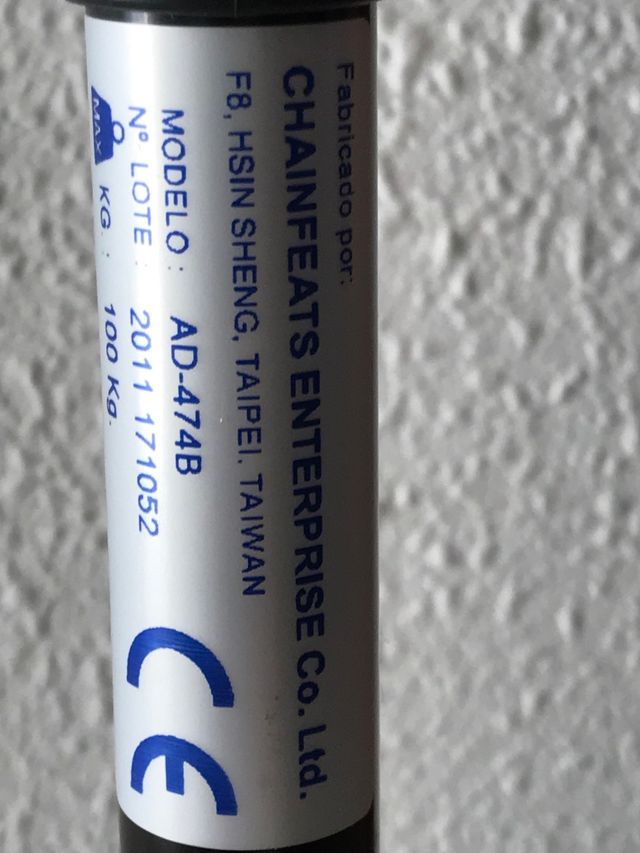 Fabricado por:
CHAINFEATS ENTERPRISE Co. Ltd.
F8, HSIN SHENG, TAIPEI. TAIWAN
MODELO : AD-474B
Nº LOTE : 2011 171052
MAX KG. : 100 Kg.
CE